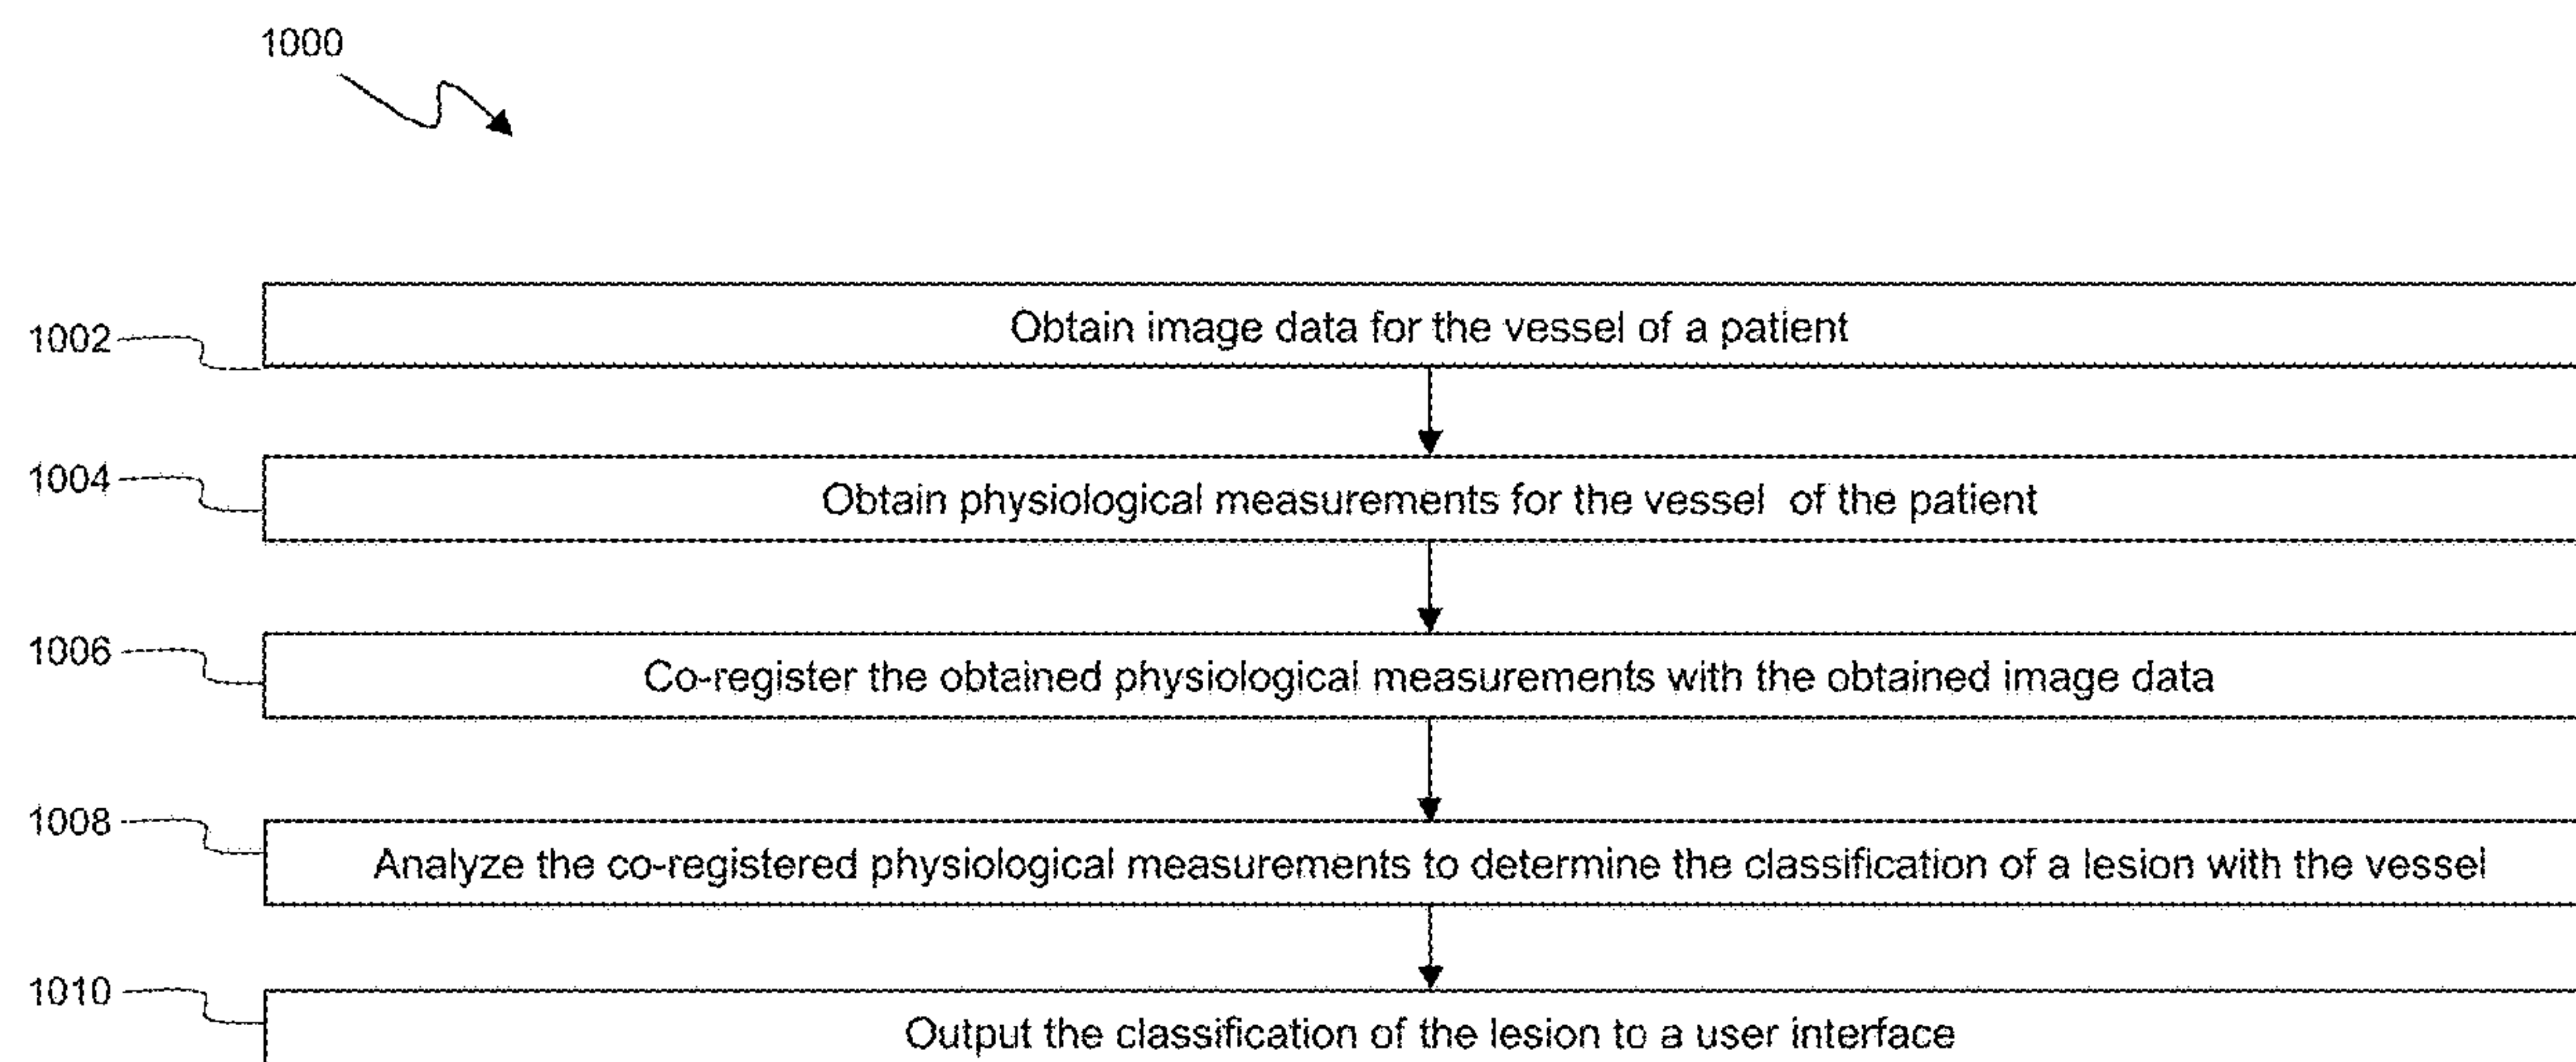 1000
1002 Obtain image data for the vessel of a patient
1004 Obtain physiological measurements for the vessel of the patient
1006 Co-register the obtained physiological measurements with the obtained image data
1008 Analyze the co-registered physiological measurements to determine the classification of a lesion with the vessel
1010 Output the classification of the lesion to a user interface